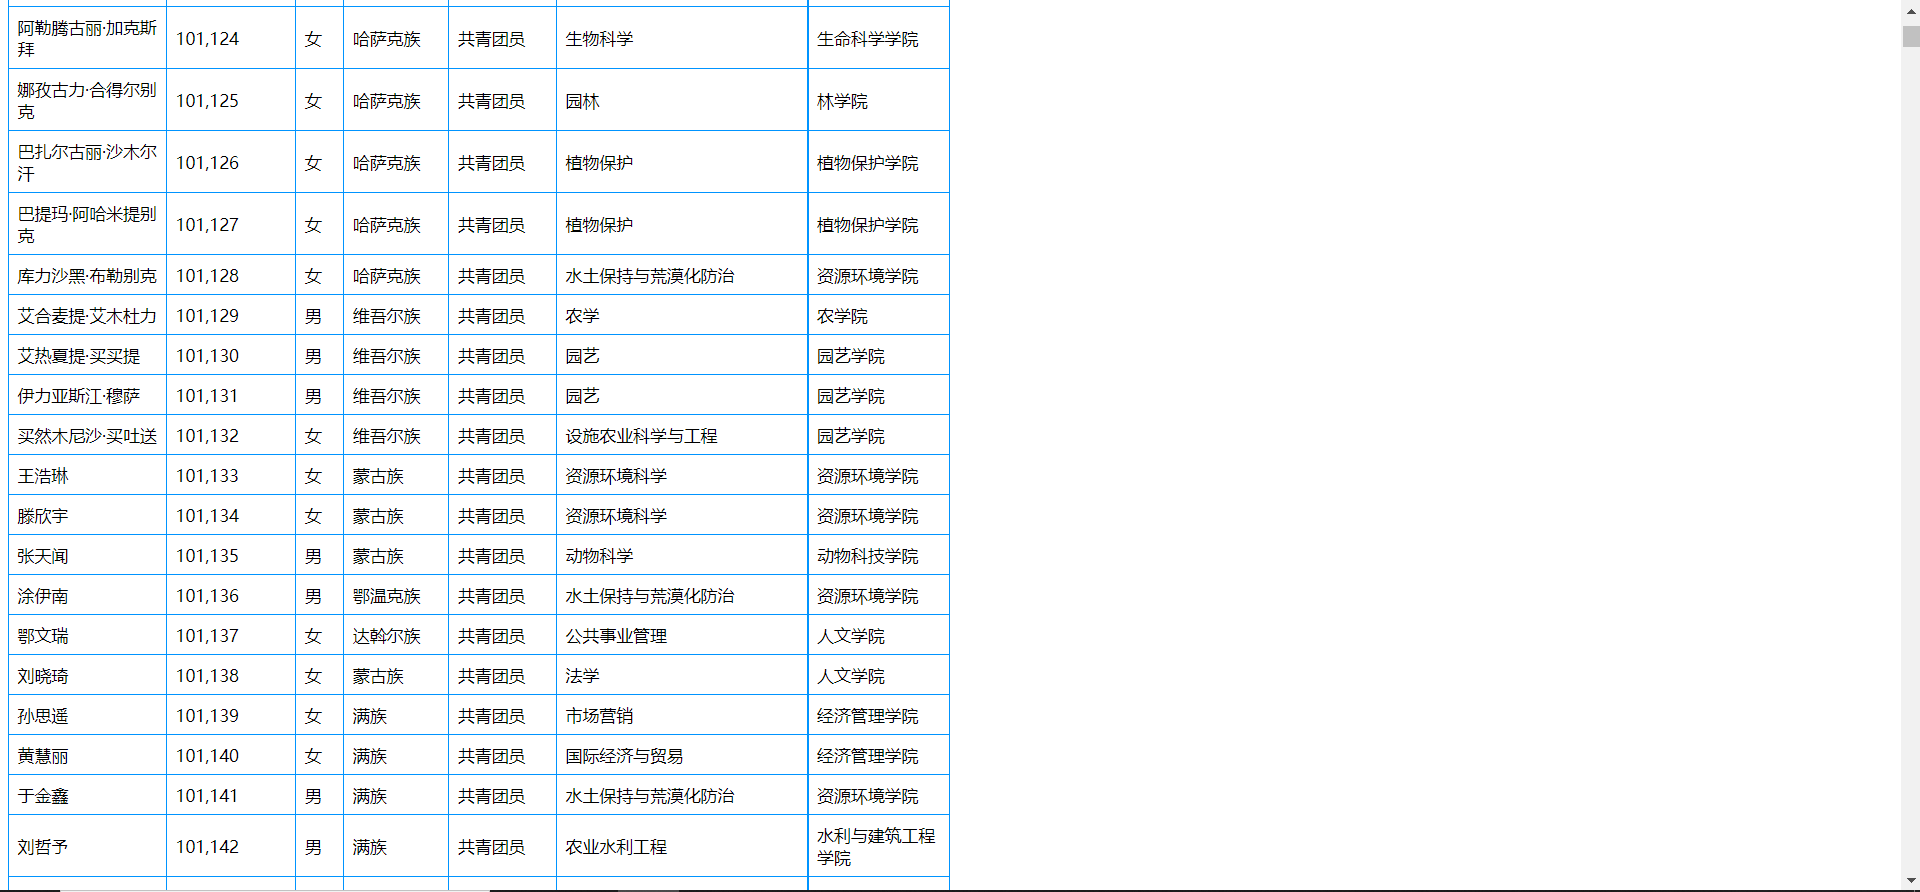 阿勒腾古丽·加克斯拜 101,124 女 哈萨克族 共青团员 生物科学 生命科学学院
娜孜古力·合得尔别克 101,125 女 哈萨克族 共青团员 园林 林学院
巴扎尔古丽·沙木尔汗 101,126 女 哈萨克族 共青团员 植物保护 植物保护学院
巴提玛·阿哈米提别克 101,127 女 哈萨克族 共青团员 植物保护 植物保护学院
库力沙黑·布勒别克 101,128 女 哈萨克族 共青团员 水土保持与荒漠化防治 资源环境学院
艾合麦提·艾木杜力 101,129 男 维吾尔族 共青团员 农学 农学院
艾热夏提·买买提 101,130 男 维吾尔族 共青团员 园艺 园艺学院
伊力亚斯江·穆萨 101,131 男 维吾尔族 共青团员 园艺 园艺学院
买然木尼沙·买吐送 101,132 女 维吾尔族 共青团员 设施农业科学与工程 园艺学院
王浩琳 101,133 女 蒙古族 共青团员 资源环境科学 资源环境学院
滕欣宇 101,134 女 蒙古族 共青团员 资源环境科学 资源环境学院
张天闻 101,135 男 蒙古族 共青团员 动物科学 动物科技学院
涂伊南 101,136 男 鄂温克族 共青团员 水土保持与荒漠化防治 资源环境学院
鄂文瑞 101,137 女 达斡尔族 共青团员 公共事业管理 人文学院
刘晓琦 101,138 女 蒙古族 共青团员 法学 人文学院
孙思遥 101,139 女 满族 共青团员 市场营销 经济管理学院
黄慧丽 101,140 女 满族 共青团员 国际经济与贸易 经济管理学院
于金鑫 101,141 男 满族 共青团员 水土保持与荒漠化防治 资源环境学院
刘哲予 101,142 男 满族 共青团员 农业水利工程 水利与建筑工程学院